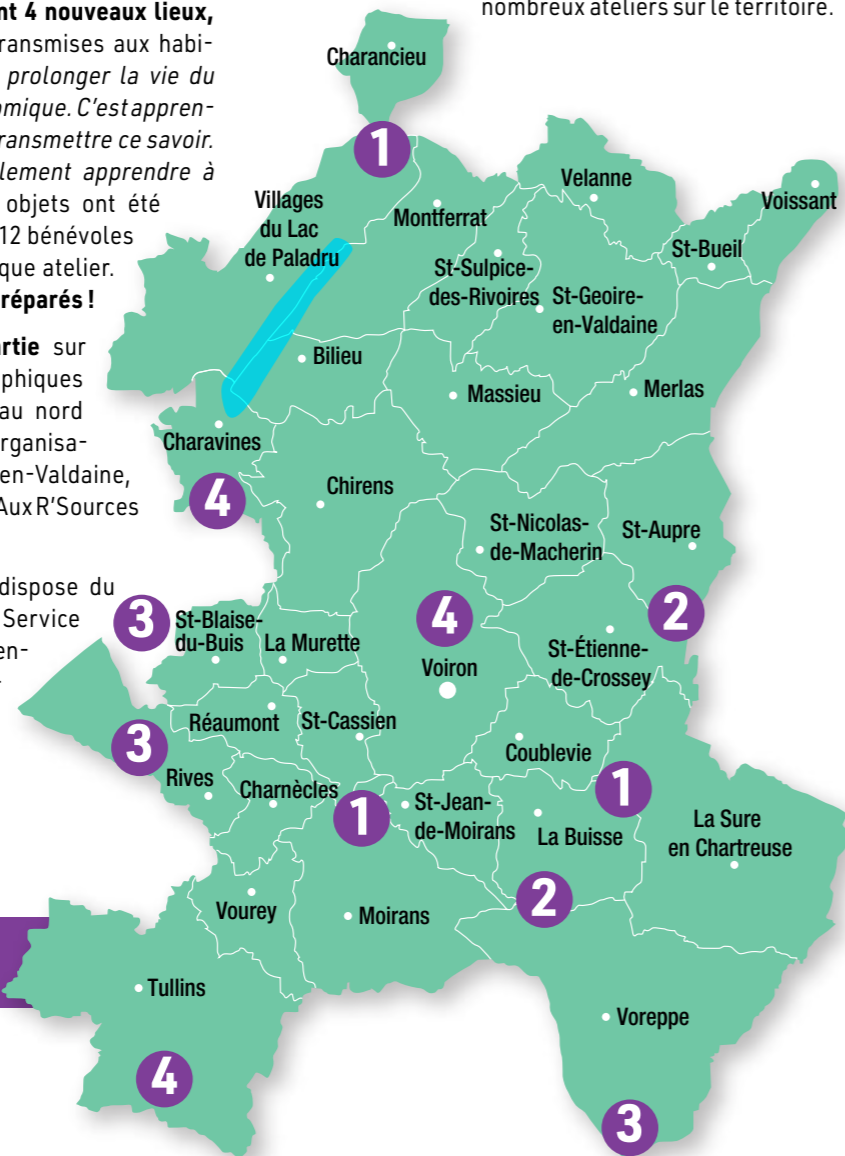 nt 4 nouveaux lieux,
ransmises aux habi-
prolonger la vie du
omique. C'est appren-
ransmettre ce savoir.
lement apprendre à
objets ont été
12 bénévoles
que atelier.
réparés !
artie sur
phiques
au nord
rganisa-
en-Valdaine,
Aux R'Sources
dispose du
Service
en-
nombreux ateliers sur le territoire.
Charancieu
1
Villages
du Lac
de Paladru
Montferrat
Velanne
Voissant
St-Bueil
St-Sulpice-
des-Rivoires
St-Geoire-
en-Valdaine
Bilieu
Massieu
Merlas
Charavines
4
Chirens
St-Nicolas-
de-Macherin
St-Aupre
2
3
St-Blaise-
du-Buis
La Murette
4
Voiron
St-Étienne-
de-Crossey
Réaumont
St-Cassien
3
Coublevie
Rives
Charnècles
1
St-Jean-
de-Moirans
1
La Buisse
La Sure
en Chartreuse
2
Vourey
Moirans
Tullins
Voreppe
4
3